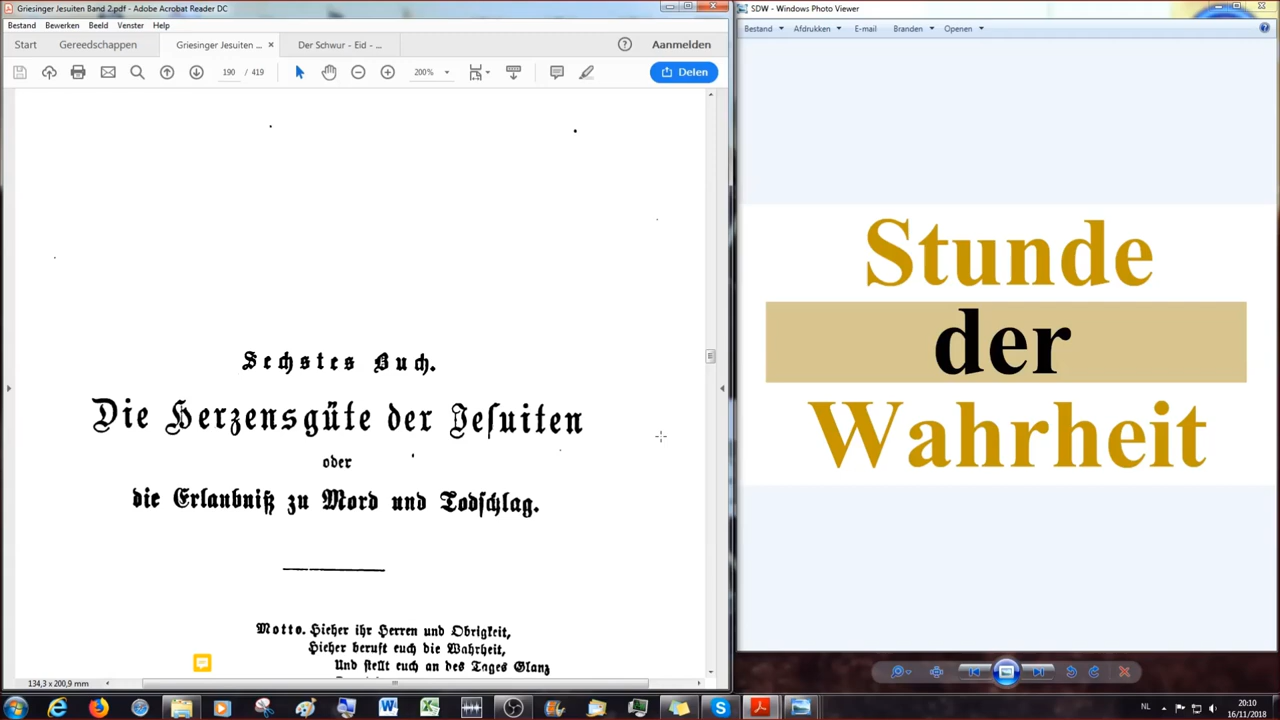 Griesinger Jesuiten Band 2.pdf - Adobe Acrobat Reader DC
Bestand Bewerken Beeld Venster Help
Start Gereedschappen Griesinger Jesuiten ... × Der Schwur - Eid - ... Aanmelden
190 / 419 200% Delen
Sechstes Buch.
Die Herzensgüte der Jesuiten
oder
die Erlaubniß zu Mord und Todschlag.
Motto. Hieher ihr Herren und Obrigkeit,
Hieher beruft euch die Wahrheit,
Und stellt euch an des Tages Glanz
134,3 x 200,9 mm
SDW - Windows Photo Viewer
Bestand Afdrukken E-mail Branden Openen
Stunde
der
Wahrheit
NL 20:10
16/11/2018